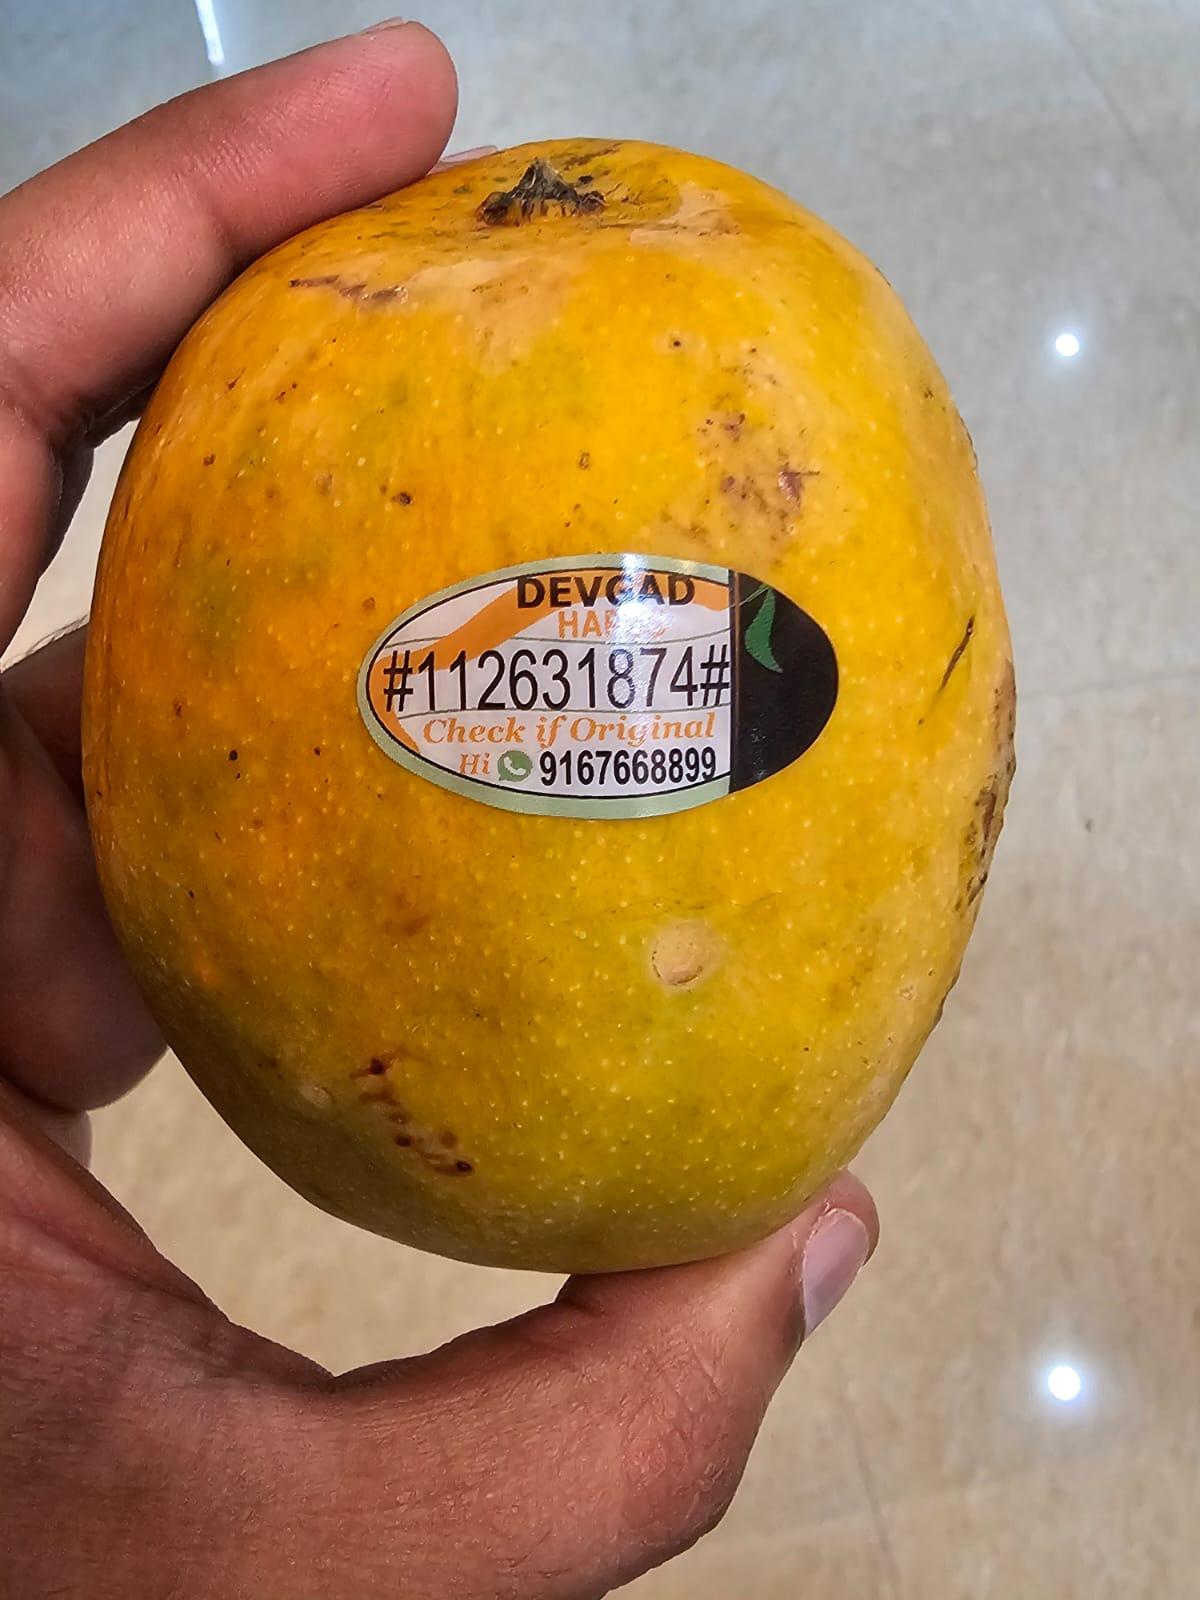 DEVGAD
#112631874#
Check if Original
Hi 9167668899